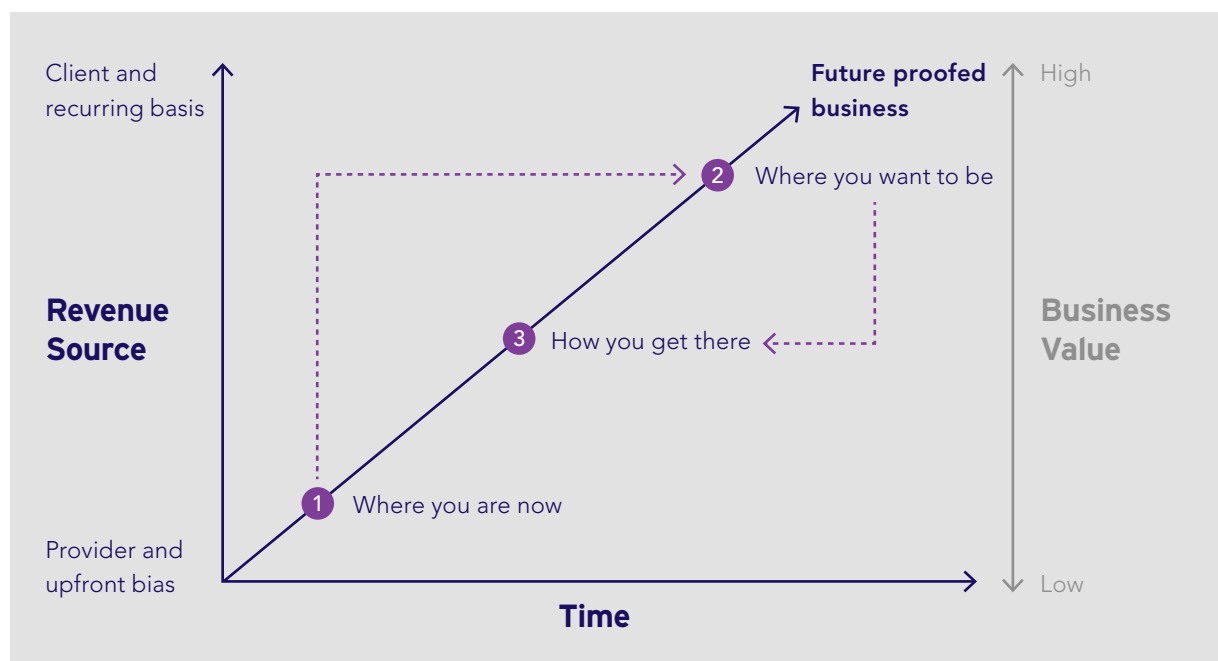 Client and
recurring basis
Future proofed
business
High
2
Where you want to be
Revenue
Source
3
How you get there
Business
Value
1
Where you are now
Provider and
upfront bias
Low
Time